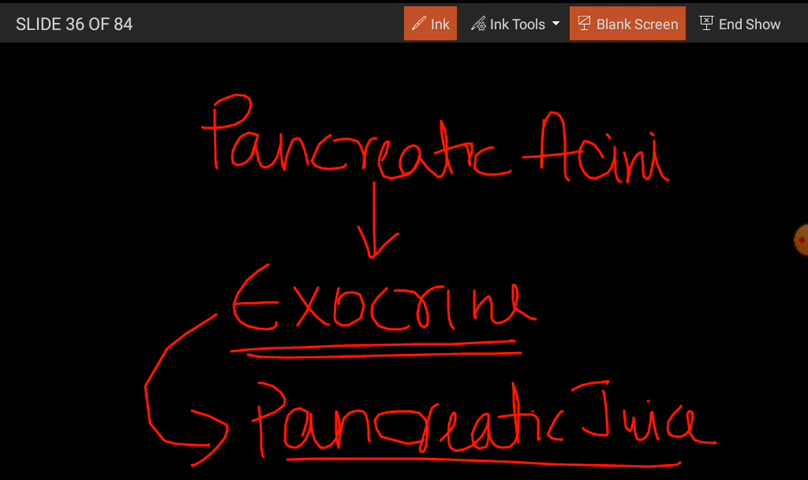 SLIDE 36 OF 84 Ink Ink Tools Blank Screen End Show
Pancreatic Acini
Exocrine
Pancreatic Juice